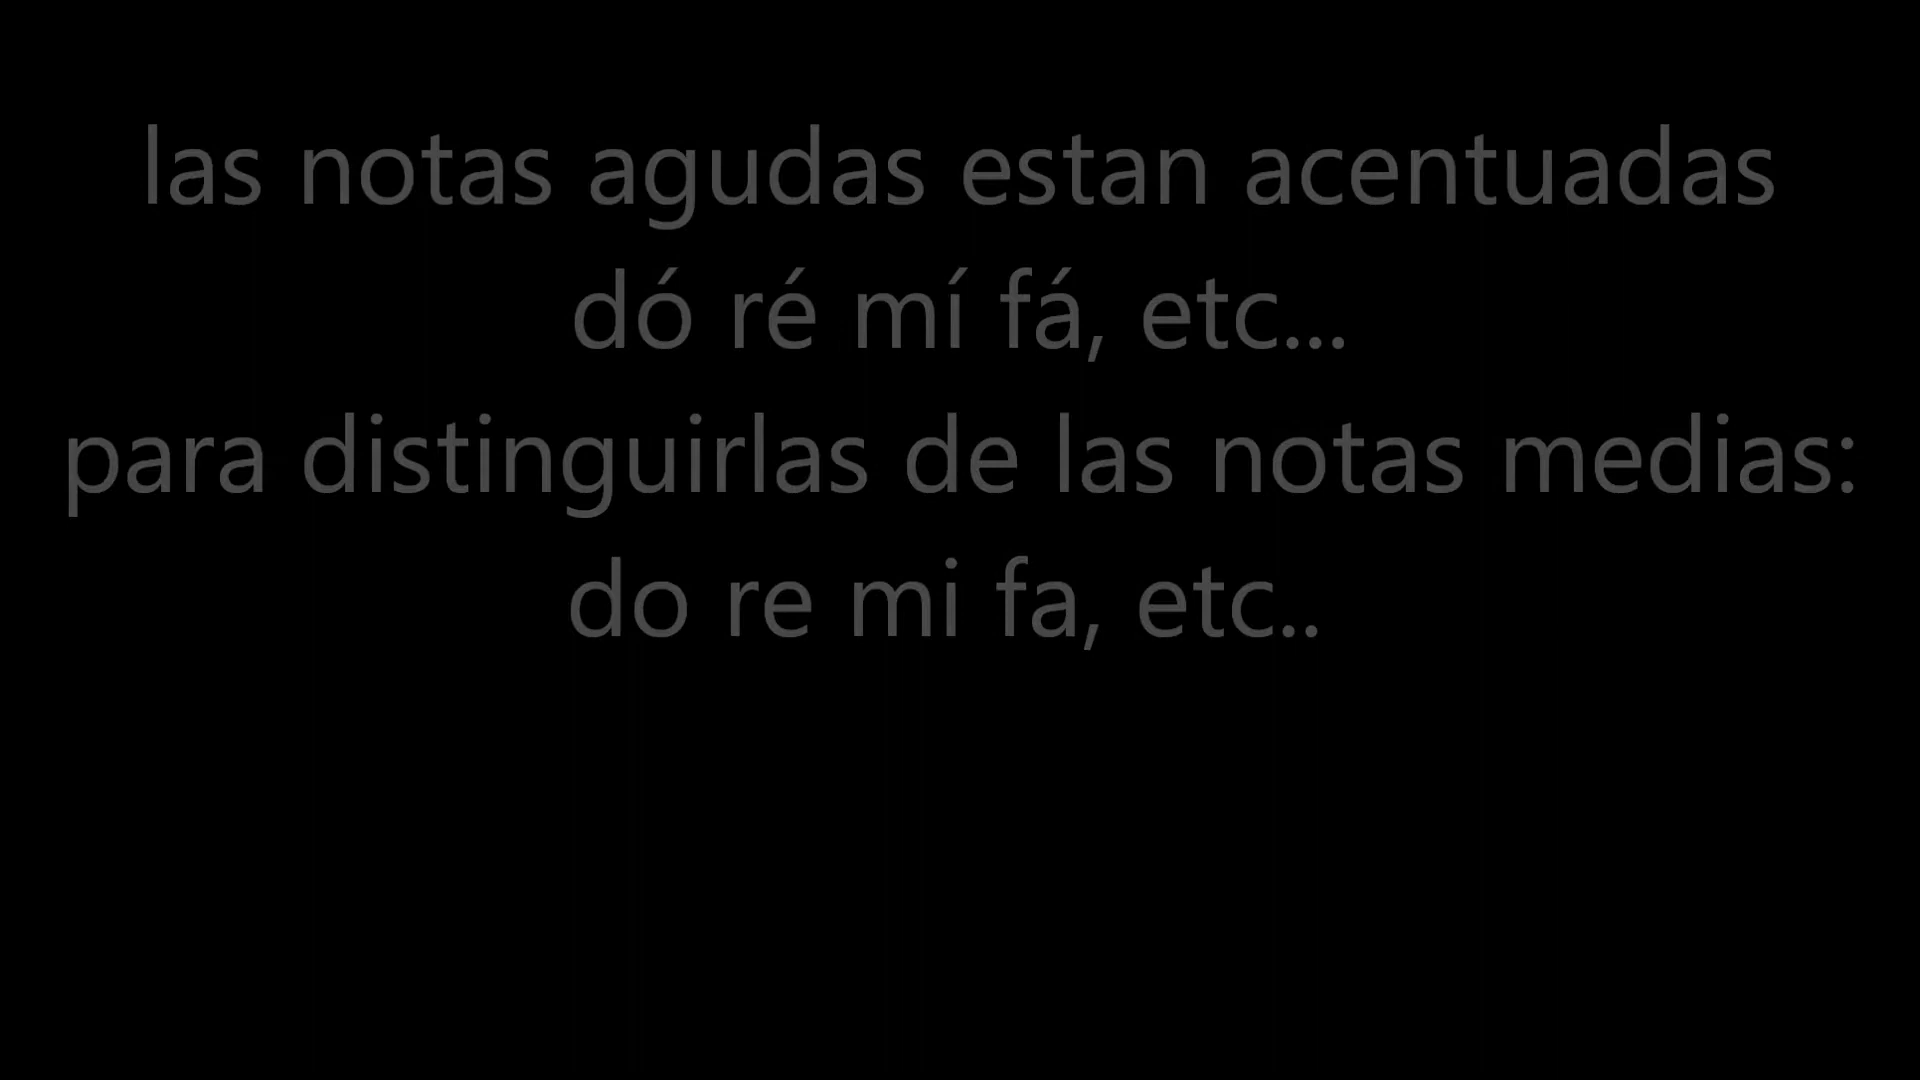 las notas agudas estan acentuadas
dó ré mí fá, etc...
para distinguirlas de las notas medias:
do re mi fa, etc..